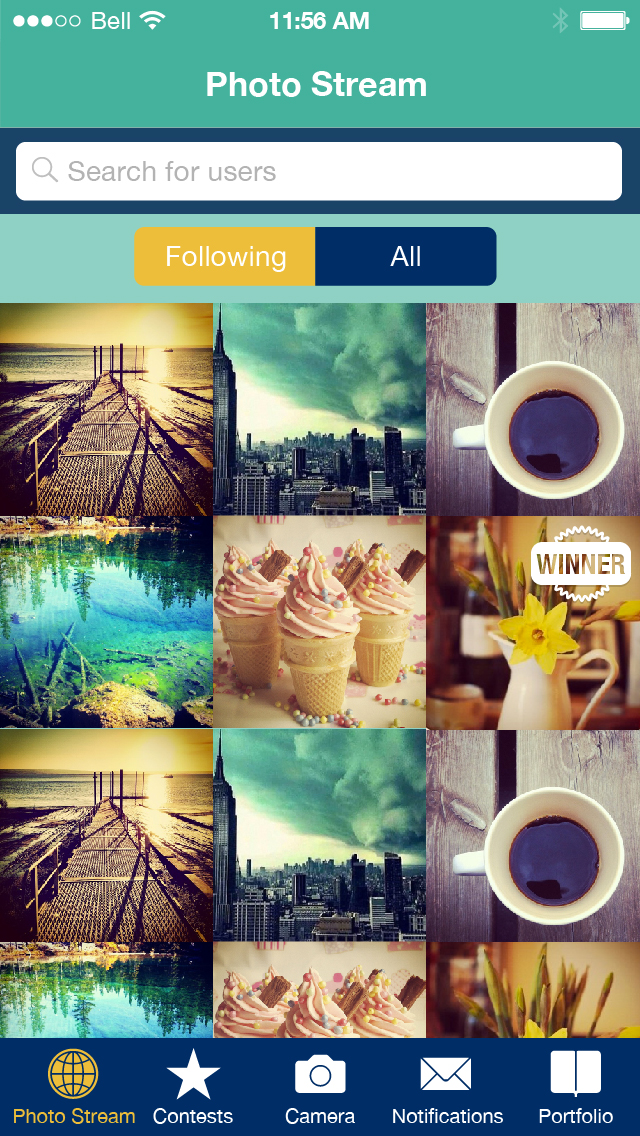 Bell 11:56 AM
Photo Stream
Search for users
Following All
WINNER
Photo Stream Contests Camera Notifications Portfolio